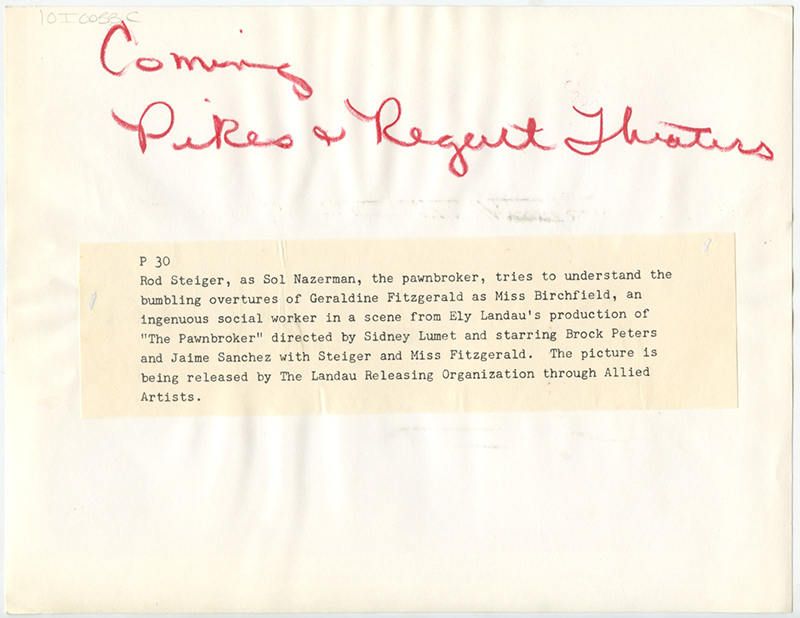 10I0058C
Coming
Pikes & Regent Theaters
P 30
Rod Steiger, as Sol Nazerman, the pawnbroker, tries to understand the
bumbling overtures of Geraldine Fitzgerald as Miss Birchfield, an
ingenuous social worker in a scene from Ely Landau's production of
"The Pawnbroker" directed by Sidney Lumet and starring Brock Peters
and Jaime Sanchez with Steiger and Miss Fitzgerald. The picture is
being released by The Landau Releasing Organization through Allied
Artists.